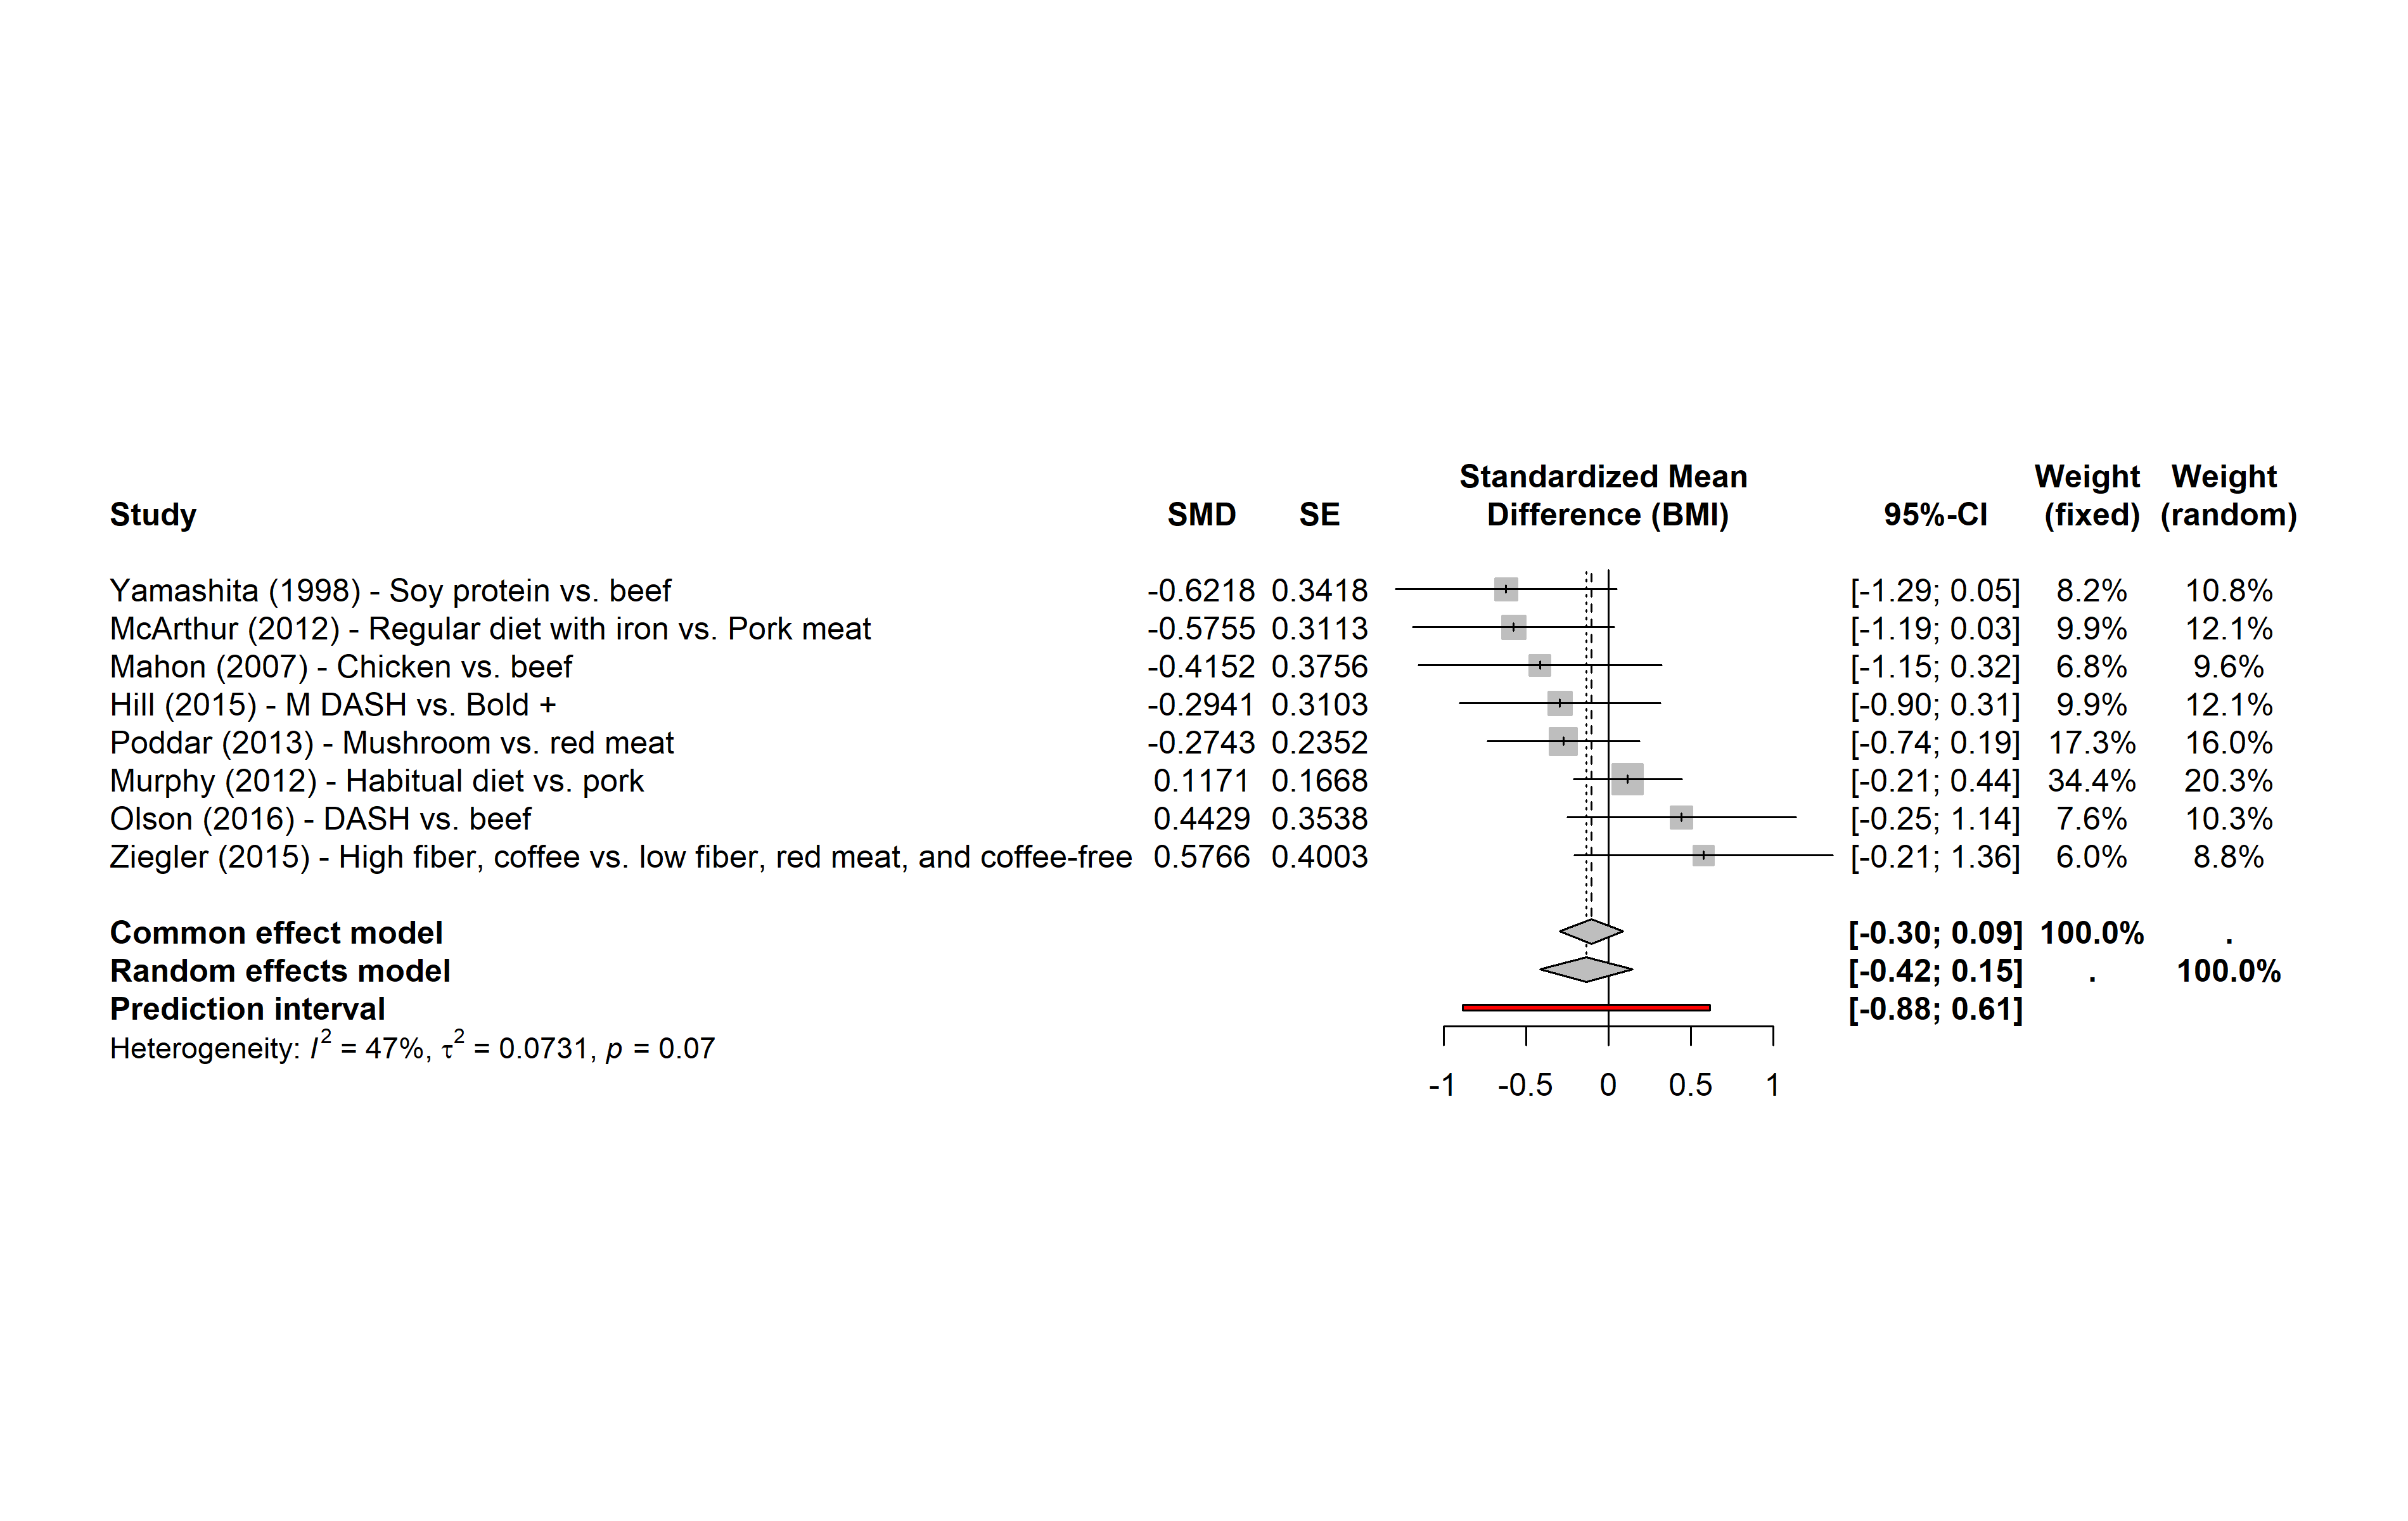 Standardized Mean Weight Weight
Study SMD SE Difference (BMI) 95%-CI (fixed) (random)
Yamashita (1998) - Soy protein vs. beef -0.6218 0.3418 [-1.29; 0.05] 8.2% 10.8%
McArthur (2012) - Regular diet with iron vs. Pork meat -0.5755 0.3113 [-1.19; 0.03] 9.9% 12.1%
Mahon (2007) - Chicken vs. beef -0.4152 0.3756 [-1.15; 0.32] 6.8% 9.6%
Hill (2015) - M DASH vs. Bold + -0.2941 0.3103 [-0.90; 0.31] 9.9% 12.1%
Poddar (2013) - Mushroom vs. red meat -0.2743 0.2352 [-0.74; 0.19] 17.3% 16.0%
Murphy (2012) - Habitual diet vs. pork 0.1171 0.1668 [-0.21; 0.44] 34.4% 20.3%
Olson (2016) - DASH vs. beef 0.4429 0.3538 [-0.25; 1.14] 7.6% 10.3%
Ziegler (2015) - High fiber, coffee vs. low fiber, red meat, and coffee-free 0.5766 0.4003 [-0.21; 1.36] 6.0% 8.8%
Common effect model [-0.30; 0.09] 100.0% .
Random effects model [-0.42; 0.15] . 100.0%
Prediction interval [-0.88; 0.61]
Heterogeneity: I² = 47%, τ² = 0.0731, p = 0.07
-1 -0.5 0 0.5 1